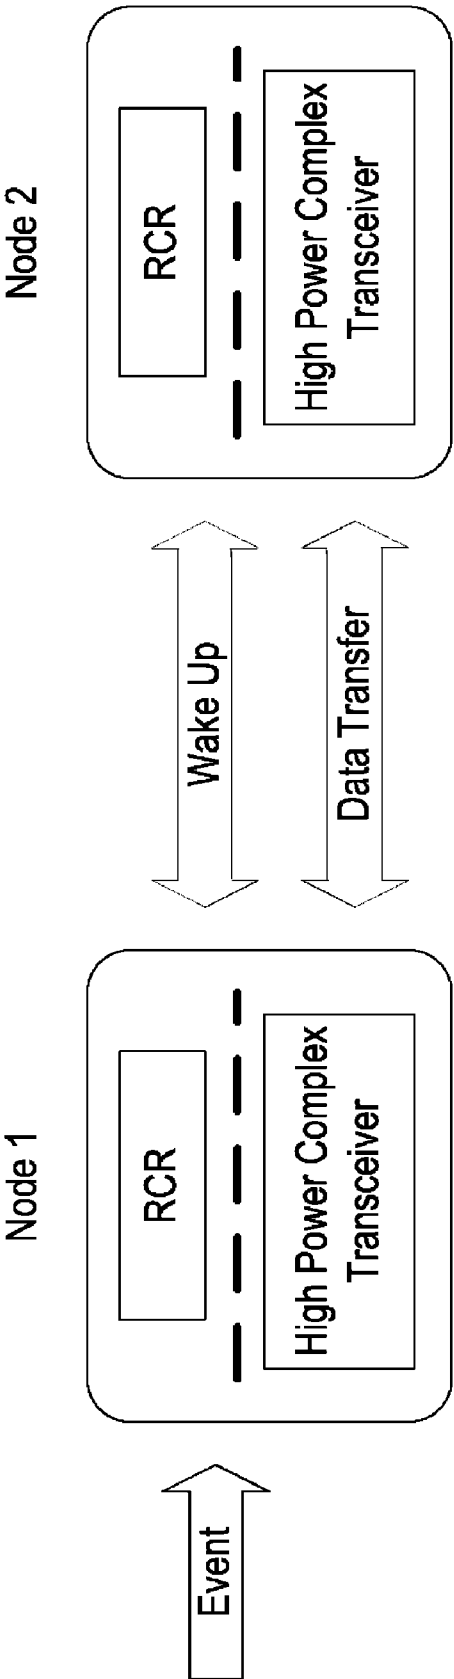 Node 1
Node 2
Event
RCR
High Power Complex
Transceiver
Wake Up
Data Transfer
RCR
High Power Complex
Transceiver